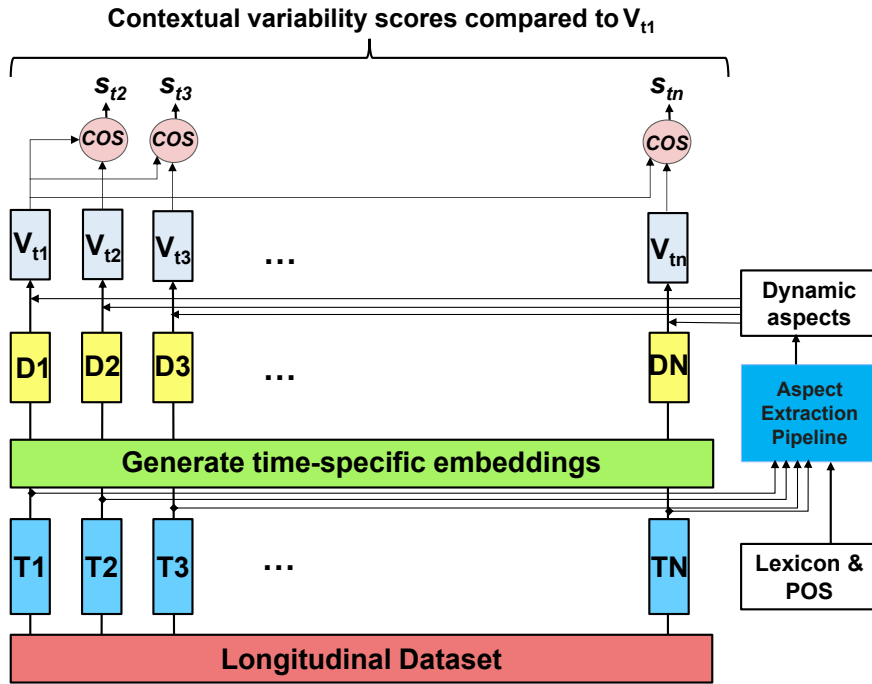 Contextual variability scores compared to Vt1
st2 st3 stn
cos cos cos
Vt1 Vt2 Vt3 ... Vtn
Dynamic
aspects
D1 D2 D3 ... DN
Aspect
Extraction
Pipeline
Generate time-specific embeddings
T1 T2 T3 ... TN
Lexicon &
POS
Longitudinal Dataset